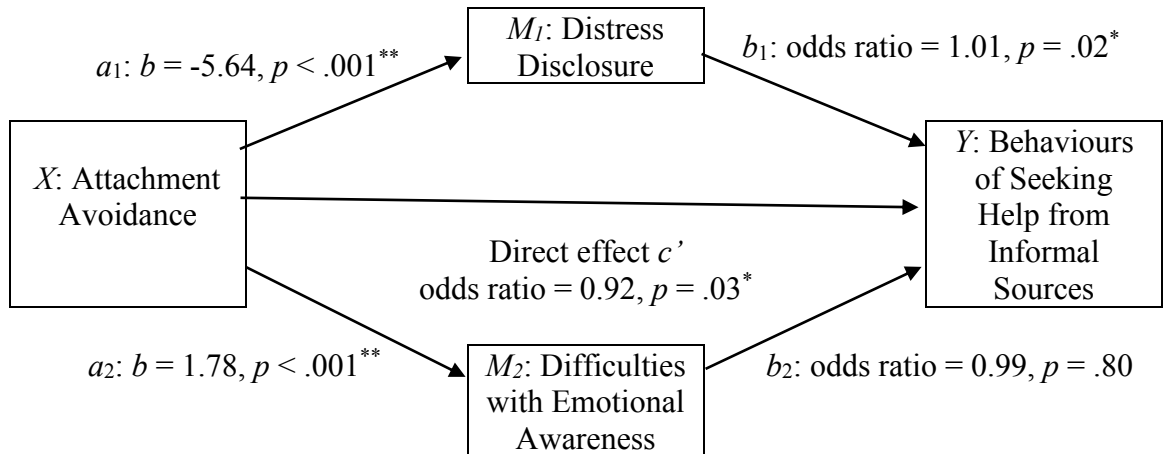 M1: Distress
Disclosure
a1: b = -5.64, p < .001**
b1: odds ratio = 1.01, p = .02*
X: Attachment
Avoidance
Y: Behaviours
of Seeking
Help from
Informal
Sources
Direct effect c’
odds ratio = 0.92, p = .03*
a2: b = 1.78, p < .001**
M2: Difficulties
with Emotional
Awareness
b2: odds ratio = 0.99, p = .80